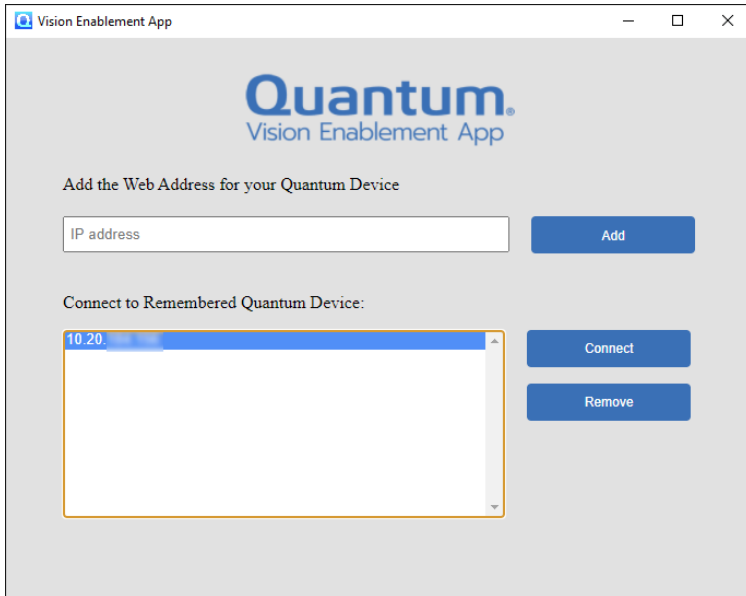 Vision Enablement App
Quantum.
Vision Enablement App
Add the Web Address for your Quantum Device
IP address
Add
Connect to Remembered Quantum Device:
10.20.
Connect
Remove